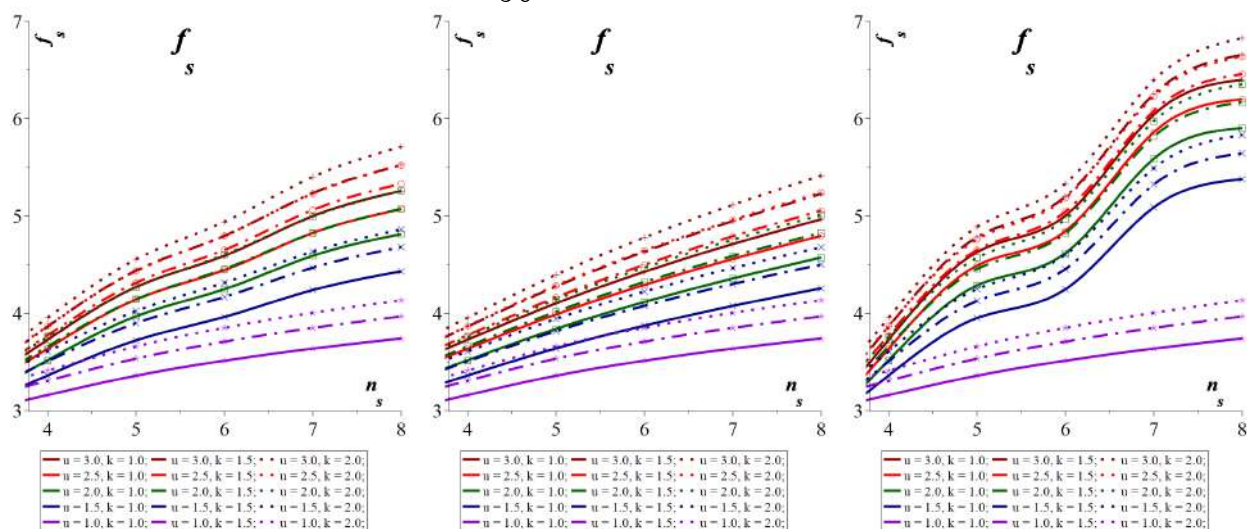 7 f_s f_s
6
5
4
3
4 5 6 7 8
n_s
u = 3.0, k = 1.0; u = 3.0, k = 1.5; u = 3.0, k = 2.0;
u = 2.5, k = 1.0; u = 2.5, k = 1.5; u = 2.5, k = 2.0;
u = 2.0, k = 1.0; u = 2.0, k = 1.5; u = 2.0, k = 2.0;
u = 1.5, k = 1.0; u = 1.5, k = 1.5; u = 1.5, k = 2.0;
u = 1.0, k = 1.0; u = 1.0, k = 1.5; u = 1.0, k = 2.0;
7 f_s f_s
6
5
4
3
4 5 6 7 8
n_s
u = 3.0, k = 1.0; u = 3.0, k = 1.5; u = 3.0, k = 2.0;
u = 2.5, k = 1.0; u = 2.5, k = 1.5; u = 2.5, k = 2.0;
u = 2.0, k = 1.0; u = 2.0, k = 1.5; u = 2.0, k = 2.0;
u = 1.5, k = 1.0; u = 1.5, k = 1.5; u = 1.5, k = 2.0;
u = 1.0, k = 1.0; u = 1.0, k = 1.5; u = 1.0, k = 2.0;
7 f_s f_s
6
5
4
3
4 5 6 7 8
n_s
u = 3.0, k = 1.0; u = 3.0, k = 1.5; u = 3.0, k = 2.0;
u = 2.5, k = 1.0; u = 2.5, k = 1.5; u = 2.5, k = 2.0;
u = 2.0, k = 1.0; u = 2.0, k = 1.5; u = 2.0, k = 2.0;
u = 1.5, k = 1.0; u = 1.5, k = 1.5; u = 1.5, k = 2.0;
u = 1.0, k = 1.0; u = 1.0, k = 1.5; u = 1.0, k = 2.0;